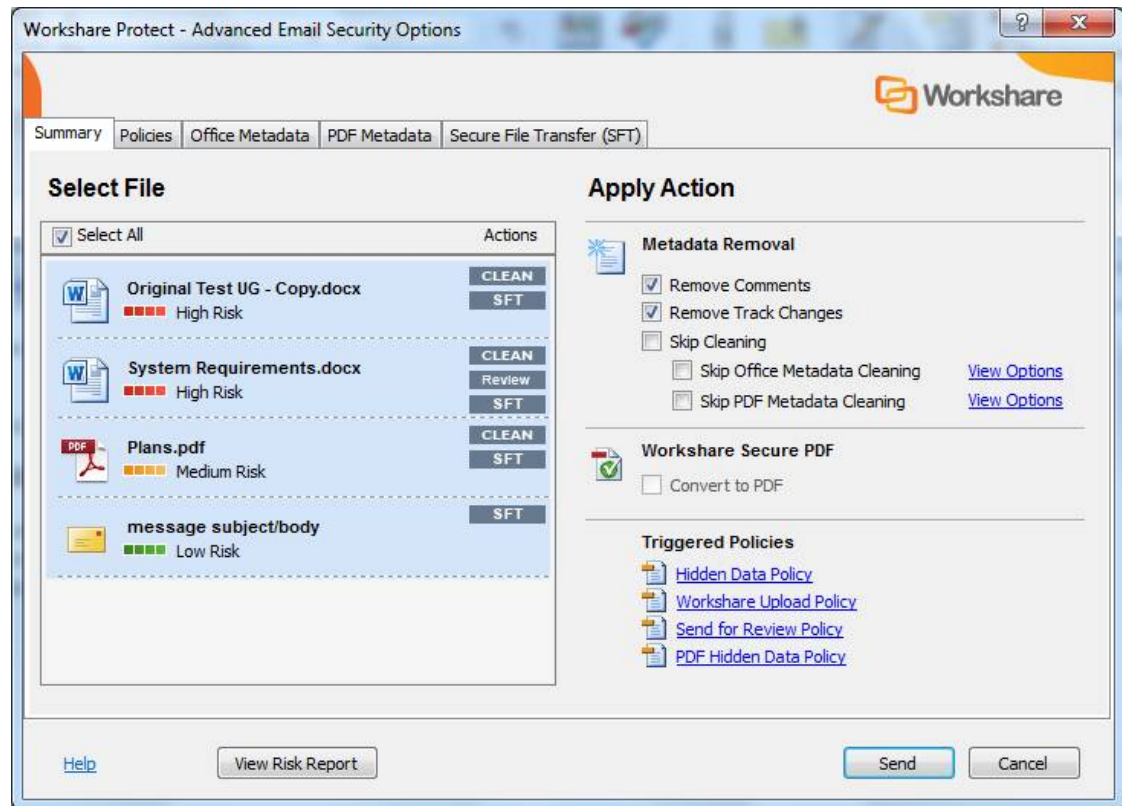 Workshare Protect - Advanced Email Security Options
?
X
Workshare
Summary
Policies
Office Metadata
PDF Metadata
Secure File Transfer (SFT)
Select File
Select All
Actions
Original Test UG - Copy.docx
High Risk
CLEAN
SFT
System Requirements.docx
High Risk
CLEAN
Review
SFT
PDF
Plans.pdf
Medium Risk
CLEAN
SFT
message subject/body
Low Risk
SFT
Apply Action
Metadata Removal
Remove Comments
Remove Track Changes
Skip Cleaning
Skip Office Metadata Cleaning
View Options
Skip PDF Metadata Cleaning
View Options
Workshare Secure PDF
Convert to PDF
Triggered Policies
Hidden Data Policy
Workshare Upload Policy
Send for Review Policy
PDF Hidden Data Policy
Help
View Risk Report
Send
Cancel